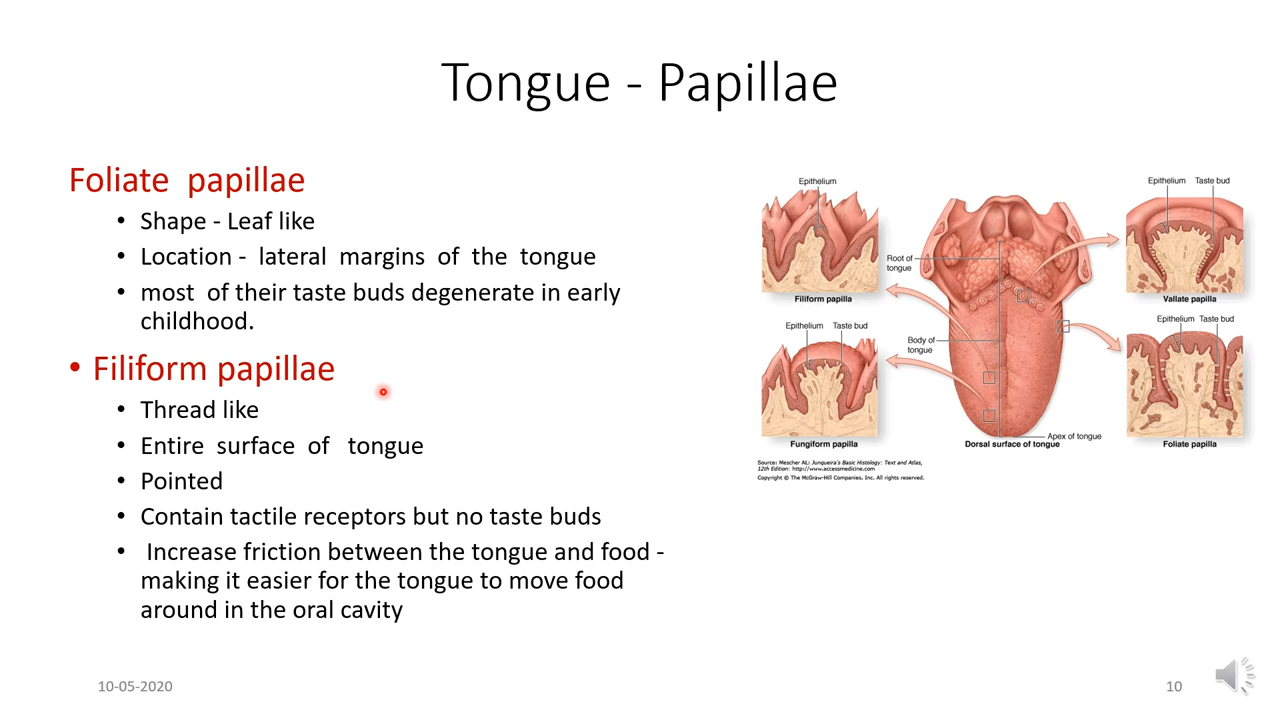 Tongue - Papillae
Foliate papillae
• Shape - Leaf like
• Location - lateral margins of the tongue
• most of their taste buds degenerate in early
childhood.
• Filiform papillae
• Thread like
• Entire surface of tongue
• Pointed
• Contain tactile receptors but no taste buds
• Increase friction between the tongue and food -
making it easier for the tongue to move food
around in the oral cavity
Epithelium
Filiform papilla
Epithelium Taste bud
Fungiform papilla
Root of
tongue
Body of
tongue
Apex of tongue
Dorsal surface of tongue
Epithelium Taste bud
Vallate papilla
Epithelium Taste bud
Foliate papilla
Source: Mescher AL: Junqueira's Basic Histology: Text and Atlas,
12th Edition: http://www.accessmedicine.com
Copyright © The McGraw-Hill Companies, Inc. All rights reserved.
10-05-2020
10